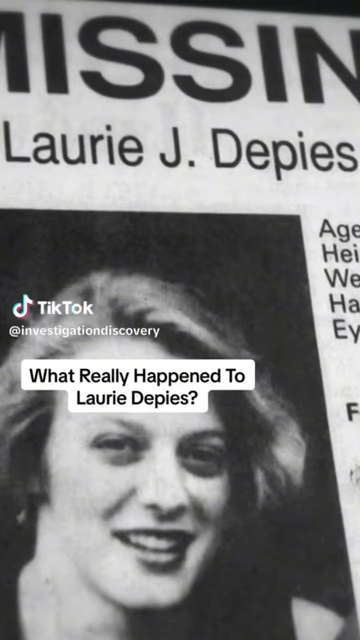 MISSIN
Laurie J. Depies
Age
Hei
We
Ha
Ey
TikTok
@investigationdiscovery
What Really Happened To
Laurie Depies?
F